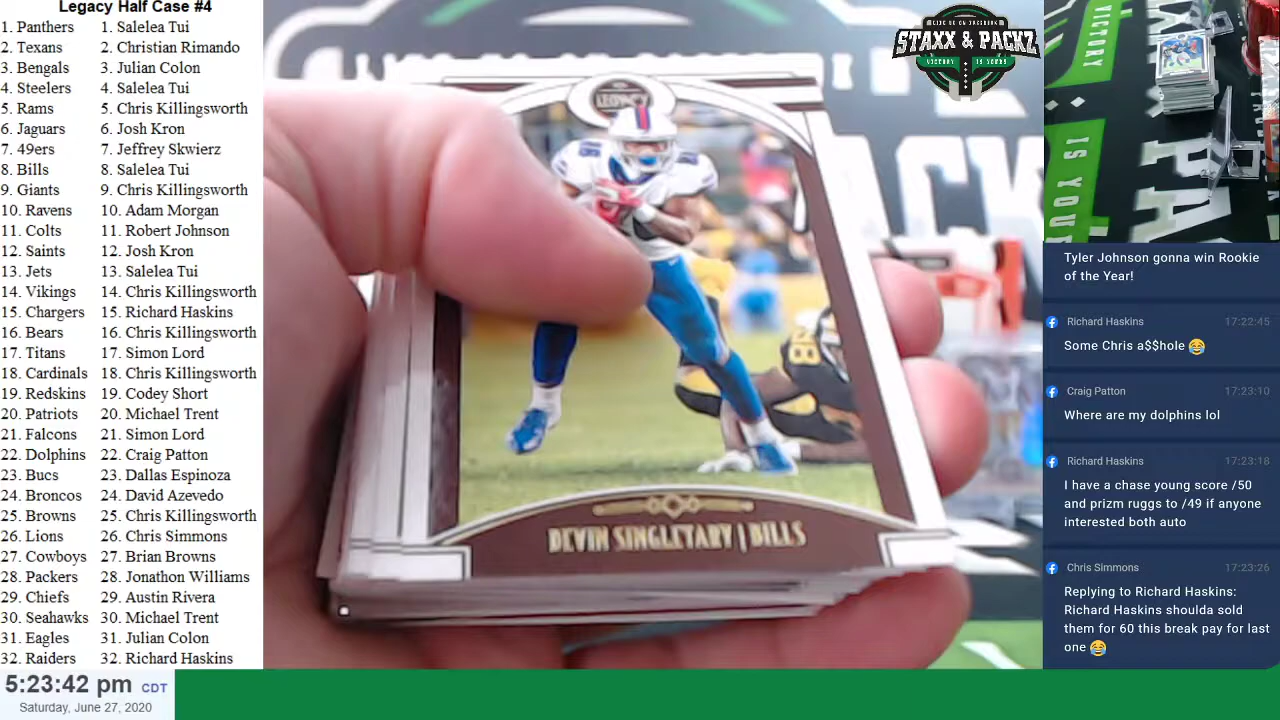 Legacy Half Case #4
1. Panthers 1. Salelea Tui
2. Texans 2. Christian Rimando
3. Bengals 3. Julian Colon
4. Steelers 4. Salelea Tui
5. Rams 5. Chris Killingsworth
6. Jaguars 6. Josh Kron
7. 49ers 7. Jeffrey Skwierz
8. Bills 8. Salelea Tui
9. Giants 9. Chris Killingsworth
10. Ravens 10. Adam Morgan
11. Colts 11. Robert Johnson
12. Saints 12. Josh Kron
13. Jets 13. Salelea Tui
14. Vikings 14. Chris Killingsworth
15. Chargers 15. Richard Haskins
16. Bears 16. Chris Killingsworth
17. Titans 17. Simon Lord
18. Cardinals 18. Chris Killingsworth
19. Redskins 19. Codey Short
20. Patriots 20. Michael Trent
21. Falcons 21. Simon Lord
22. Dolphins 22. Craig Patton
23. Bucs 23. Dallas Espinoza
24. Broncos 24. David Azevedo
25. Browns 25. Chris Killingsworth
26. Lions 26. Chris Simmons
27. Cowboys 27. Brian Browns
28. Packers 28. Jonathon Williams
29. Chiefs 29. Austin Rivera
30. Seahawks 30. Michael Trent
31. Eagles 31. Julian Colon
32. Raiders 32. Richard Haskins
5:23:42 pm CDT
Saturday, June 27, 2020
LEGACY
DEVIN SINGLETARY | BILLS
STAXX & PACKZ
VICTORY IS YOURS
VICTORY
IS YOUR
PA
ACK
Tyler Johnson gonna win Rookie
of the Year!
Richard Haskins 17:22:45
Some Chris a$$hole 😂
Craig Patton 17:23:10
Where are my dolphins lol
Richard Haskins 17:23:18
I have a chase young score /50
and prizm ruggs to /49 if anyone
interested both auto
Chris Simmons 17:23:26
Replying to Richard Haskins:
Richard Haskins shoulda sold
them for 60 this break pay for last
one 😂